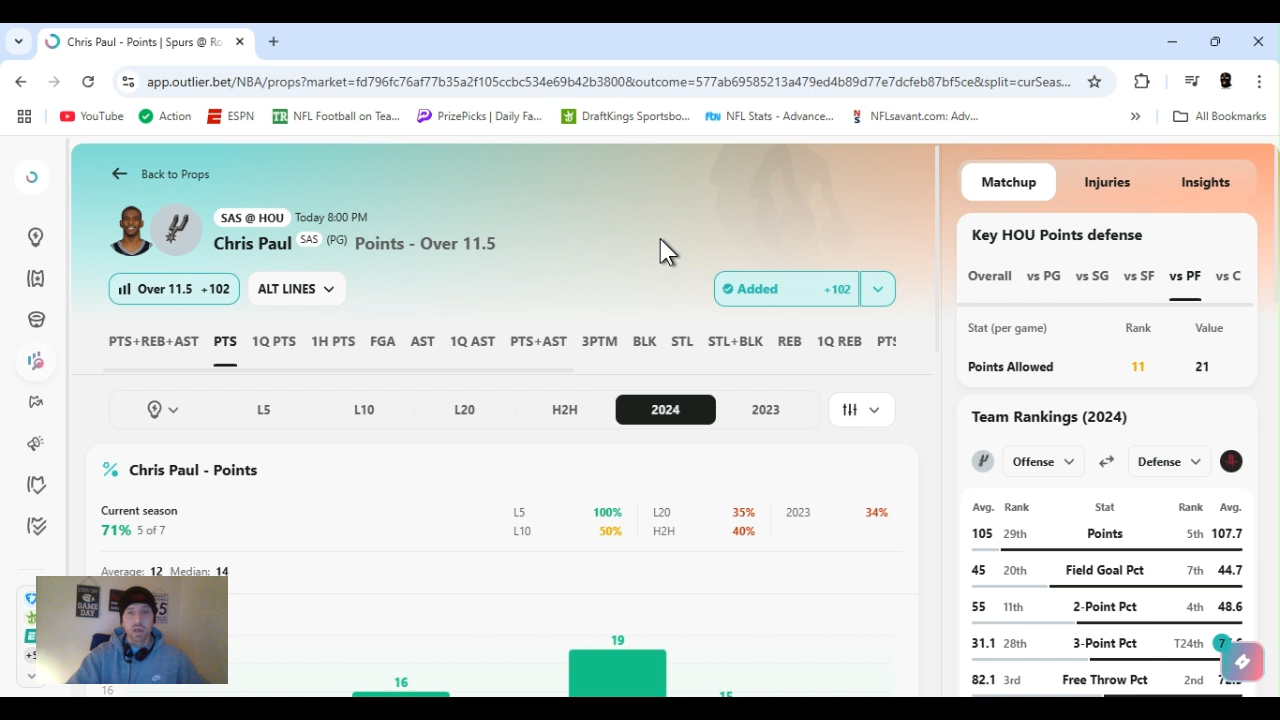 Chris Paul - Points | Spurs @ Ro
app.outlier.bet/NBA/props?market=fd796fc76af77b35a2f105ccbc534e69b42b3800&outcome=577ab69585213a479ed4b89d77e7dcfeb87bf5ce&split=curSeas...
YouTube Action ESPN NFL Football on Tea... PrizePicks | Daily Fa... DraftKings Sportsbo... NFL Stats - Advance... NFLsavant.com: Adv... » All Bookmarks
Back to Props
SAS @ HOU Today 8:00 PM
Chris Paul SAS (PG) Points - Over 11.5
Over 11.5 +102 ALT LINES
Added +102
PTS+REB+AST PTS 1Q PTS 1H PTS FGA AST 1Q AST PTS+AST 3PTM BLK STL STL+BLK REB 1Q REB PTS
L5 L10 L20 H2H 2024 2023
Chris Paul - Points
Current season
71% 5 of 7
L5 100% L20 35% 2023 34%
L10 50% H2H 40%
Average: 12 Median: 14
19
16
15
16
GAME
DAY
Matchup Injuries Insights
Key HOU Points defense
Overall vs PG vs SG vs SF vs PF vs C
Stat (per game) Rank Value
Points Allowed 11 21
Team Rankings (2024)
Offense Defense
Avg. Rank Stat Rank Avg.
105 29th Points 5th 107.7
45 20th Field Goal Pct 7th 44.7
55 11th 2-Point Pct 4th 48.6
31.1 28th 3-Point Pct T24th
82.1 3rd Free Throw Pct 2nd